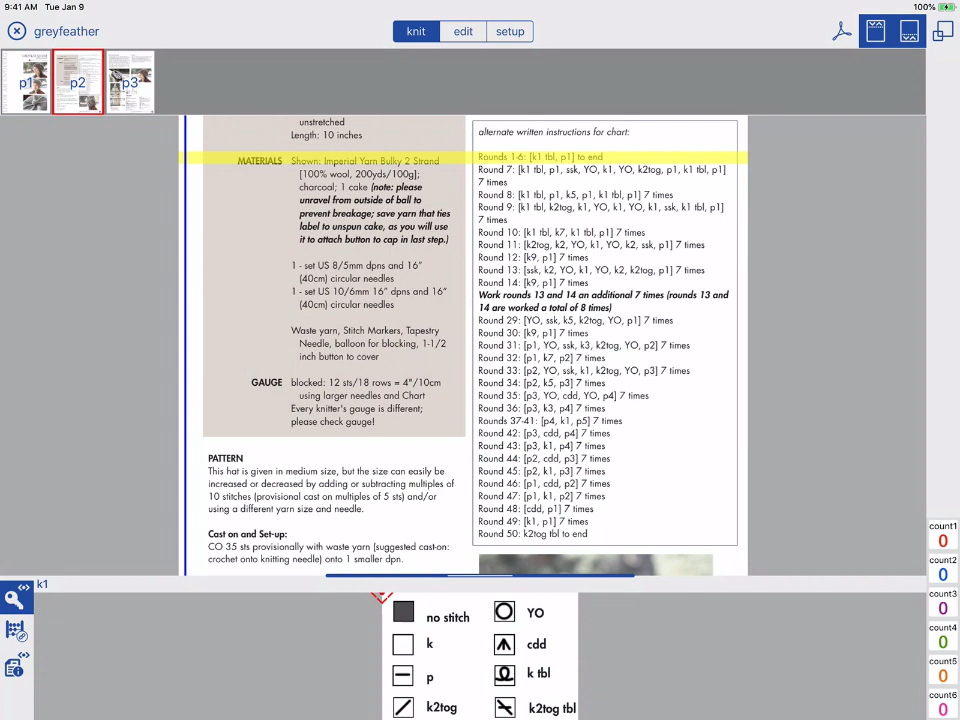 9:41 AM Tue Jan 9
100%
greyfeather
knit
edit
setup
p1
p2
p3
unstretched
Length: 10 inches
MATERIALS Shown: Imperial Yarn Bulky 2 Strand
[100% wool, 200yds/100g];
charcoal; 1 cake (note: please
unravel from outside of ball to
prevent breakage; save yarn that ties
label to unspun cake, as you will use
it to attach button to cap in last step.)
1 - set US 8/5mm dpns and 16"
(40cm) circular needles
1 - set US 10/6mm 16" dpns and 16"
(40cm) circular needles
Waste yarn, Stitch Markers, Tapestry
Needle, balloon for blocking, 1-1/2
inch button to cover
GAUGE blocked: 12 sts/18 rows = 4"/10cm
using larger needles and Chart
Every knitter's gauge is different;
please check gauge!
PATTERN
This hat is given in medium size, but the size can easily be
increased or decreased by adding or subtracting multiples of
10 stitches (provisional cast on multiples of 5 sts) and/or
using a different yarn size and needle.
Cast on and Set-up:
CO 35 sts provisionally with waste yarn (suggested cast-on:
crochet onto knitting needle) onto 1 smaller dpn.
alternate written instructions for chart:
Rounds 1-6: [k1 tbl, p1] to end
Round 7: [k1 tbl, p1, ssk, YO, k1, YO, k2tog, p1, k1 tbl, p1]
7 times
Round 8: [k1 tbl, p1, k5, p1, k1 tbl, p1] 7 times
Round 9: [k1 tbl, k2tog, k1, YO, k1, YO, k1, ssk, k1 tbl, p1]
7 times
Round 10: [k1 tbl, k7, k1 tbl, p1] 7 times
Round 11: [k2tog, k2, YO, k1, YO, k2, ssk, p1] 7 times
Round 12: [k9, p1] 7 times
Round 13: [ssk, k2, YO, k1, YO, k2, k2tog, p1] 7 times
Round 14: [k9, p1] 7 times
Work rounds 13 and 14 an additional 7 times (rounds 13 and
14 are worked a total of 8 times)
Round 29: [YO, ssk, k5, k2tog, YO, p1] 7 times
Round 30: [k9, p1] 7 times
Round 31: [p1, YO, ssk, k3, k2tog, YO, p2] 7 times
Round 32: [p1, k7, p2] 7 times
Round 33: [p2, YO, ssk, k1, k2tog, YO, p3] 7 times
Round 34: [p2, k5, p3] 7 times
Round 35: [p3, YO, cdd, YO, p4] 7 times
Round 36: [p3, k3, p4] 7 times
Rounds 37-41: [p4, k1, p5] 7 times
Round 42: [p3, cdd, p4] 7 times
Round 43: [p3, k1, p4] 7 times
Round 44: [p2, cdd, p3] 7 times
Round 45: [p2, k1, p3] 7 times
Round 46: [p1, cdd, p2] 7 times
Round 47: [p1, k1, p2] 7 times
Round 48: [cdd, p1] 7 times
Round 49: [k1, p1] 7 times
Round 50: k2tog tbl to end
count1
0
count2
0
count3
0
count4
0
count5
0
count6
0
k1
no stitch
YO
k
cdd
p
k tbl
k2tog
k2tog tbl